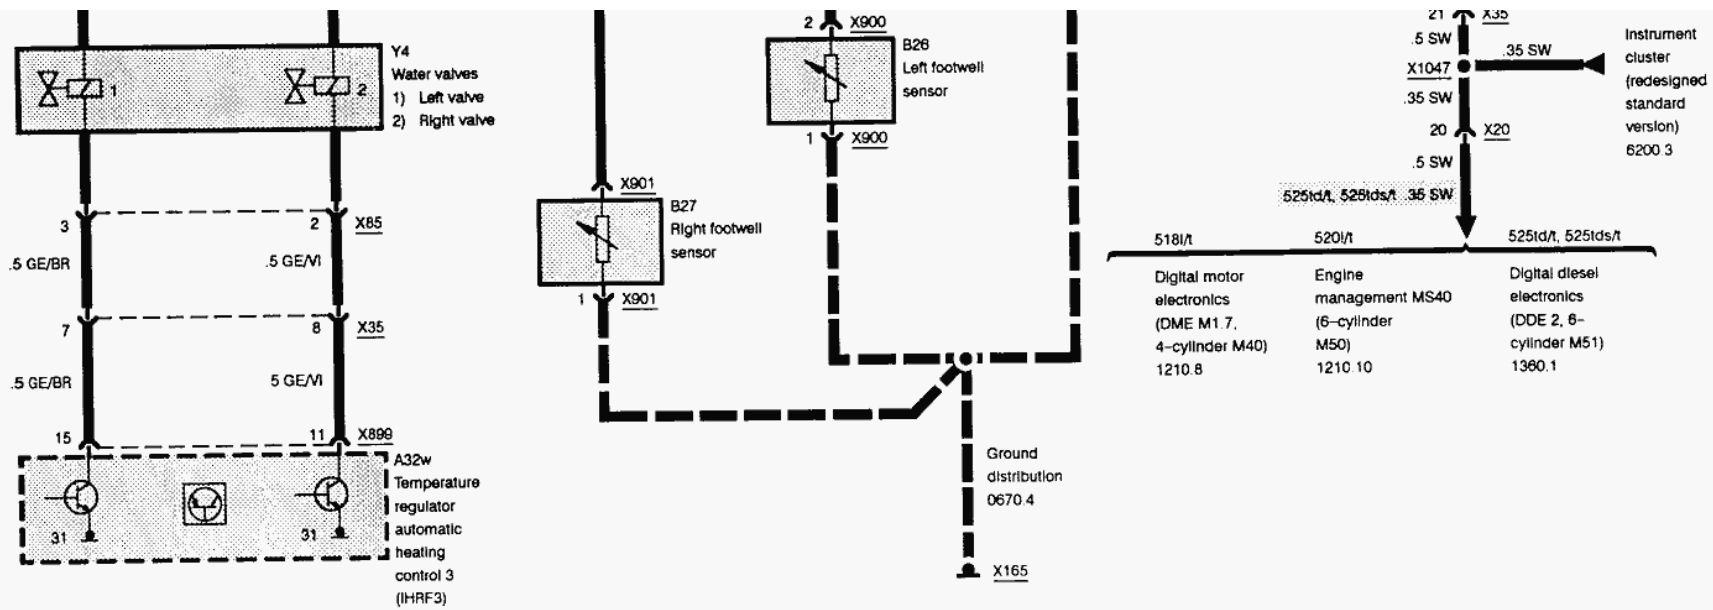 Y4
Water valves
1) Left valve
2) Right valve
1
2
3
2
X85
.5 GE/BR
.5 GE/VI
7
8
X35
.5 GE/BR
5 GE/VI
15
11
X899
A32w
Temperature
regulator
automatic
heating
control 3
(IHRF3)
31
31
X901
B27
Right footwell
sensor
1
X901
2
X900
B26
Left footwell
sensor
1
X900
Ground
distribution
0670.4
X165
21
X35
.5 SW
X1047
.35 SW
.35 SW
Instrument
cluster
(redesigned
standard
version)
6200.3
20
X20
.5 SW
525td/t, 525tds/t .35 SW
518i/t
Digital motor
electronics
(DME M1.7,
4-cylinder M40)
1210.8
520i/t
Engine
management MS40
(6-cylinder
M50)
1210.10
525td/t, 525tds/t
Digital diesel
electronics
(DDE 2, 6-
cylinder M51)
1360.1